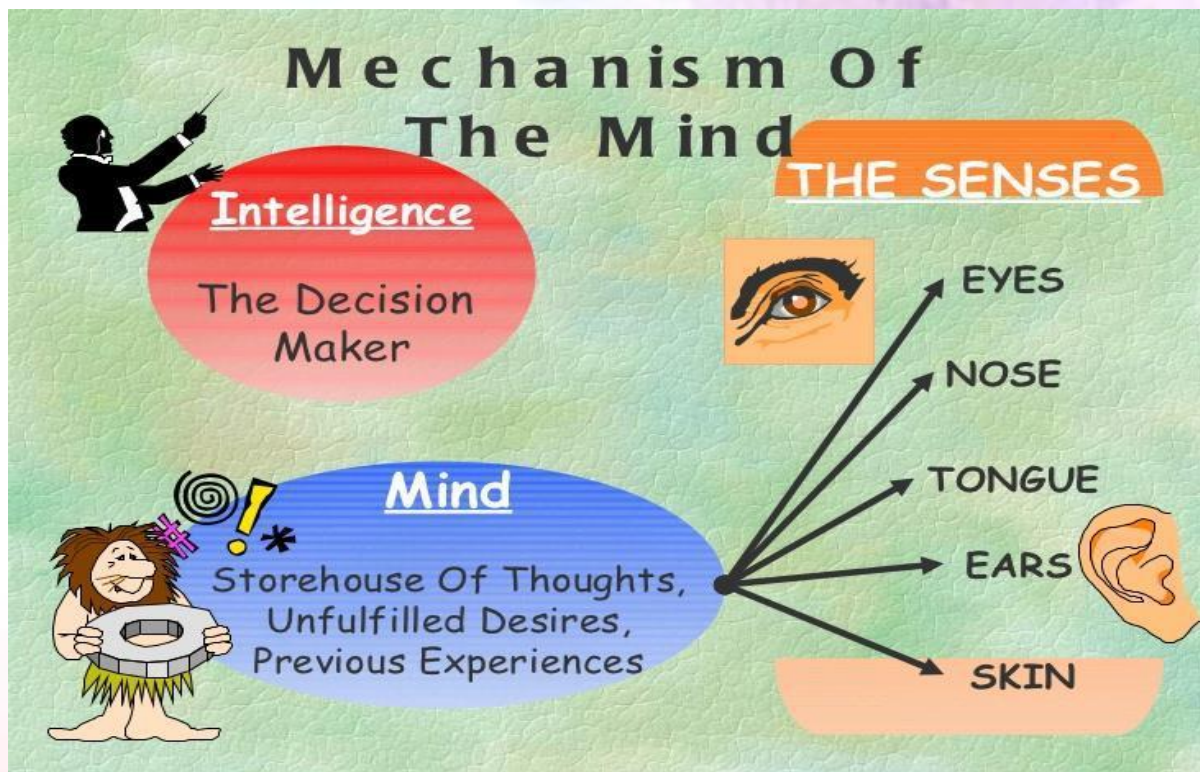 Mechanism Of
The Mind
Intelligence
The Decision
Maker
Mind
Storehouse Of Thoughts,
Unfulfilled Desires,
Previous Experiences
THE SENSES
EYES
NOSE
TONGUE
EARS
SKIN